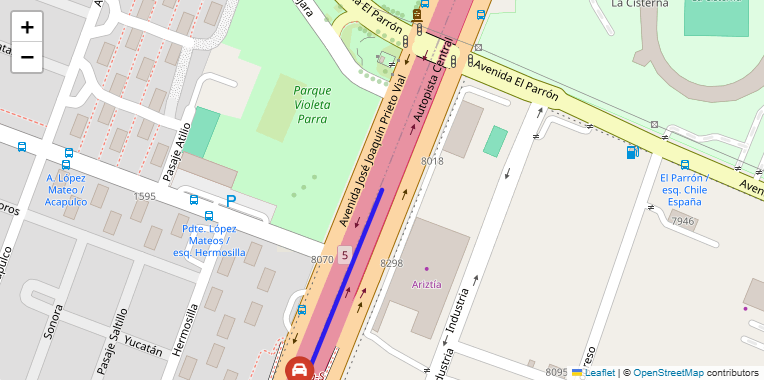 +
−
La Cisterna
a El Parrón
Avenida El Parrón
Autopista Central
Avenida José Joaquín Prieto Vial
Parque
Violeta
Parra
Pasaje Atilio
A. López
Mateo /
Acapulco
1595
P
Pdte. López
Mateos /
esq. Hermosilla
8018
El Parrón /
esq. Chile
España
7946
Aven
5
8070
8298
Ariztía
Industria
Sonora
Pasaje Saltillo
Yucatán
Hermosilla
8095
Leaflet | © OpenStreetMap contributors